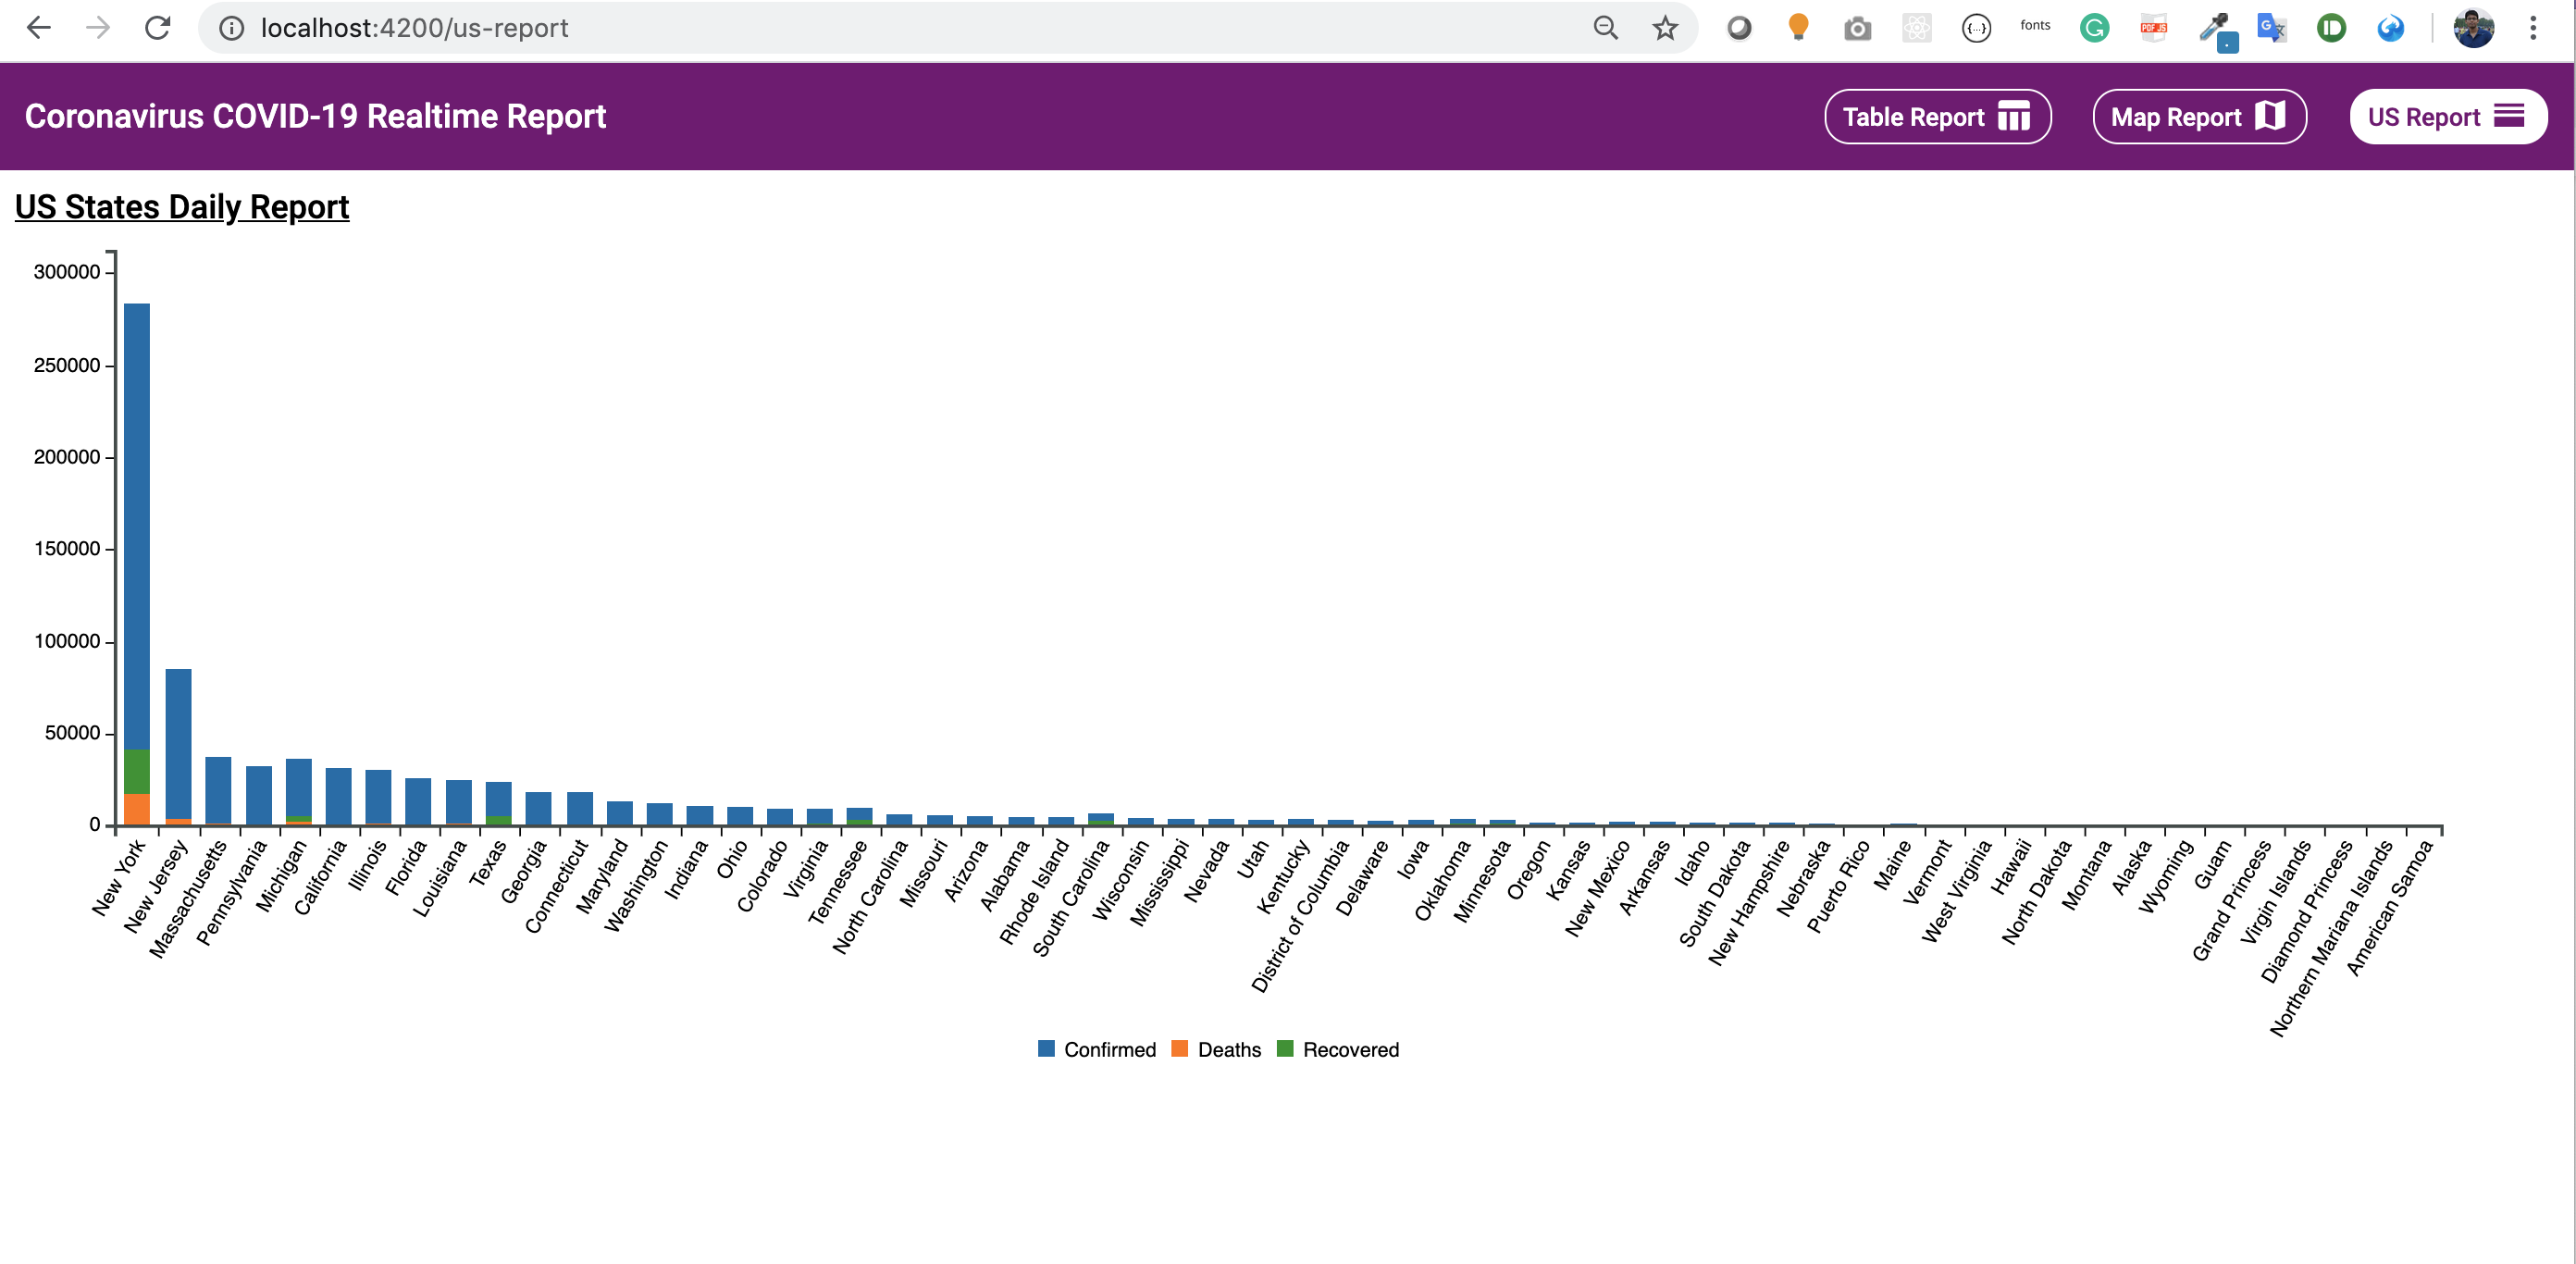 localhost:4200/us-report
fonts
Coronavirus COVID-19 Realtime Report
Table Report
Map Report
US Report
US States Daily Report
300000
250000
200000
150000
100000
50000
0
New York
New Jersey
Massachusetts
Pennsylvania
Michigan
California
Illinois
Florida
Louisiana
Texas
Georgia
Connecticut
Maryland
Washington
Indiana
Ohio
Colorado
Virginia
Tennessee
North Carolina
Missouri
Arizona
Alabama
Rhode Island
South Carolina
Wisconsin
Mississippi
Nevada
Utah
Kentucky
District of Columbia
Delaware
Iowa
Oklahoma
Minnesota
Oregon
Kansas
New Mexico
Arkansas
Idaho
South Dakota
New Hampshire
Nebraska
Puerto Rico
Maine
Vermont
West Virginia
Hawaii
North Dakota
Montana
Alaska
Wyoming
Guam
Grand Princess
Virgin Islands
Diamond Princess
Northern Mariana Islands
American Samoa
Confirmed
Deaths
Recovered